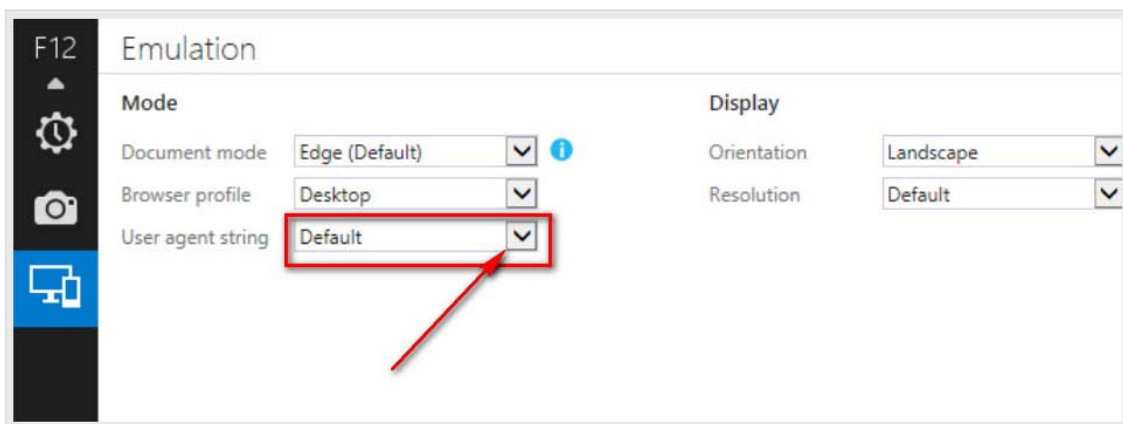 F12
Emulation
Mode
Document mode Edge (Default)
Browser profile Desktop
User agent string Default
Display
Orientation Landscape
Resolution Default